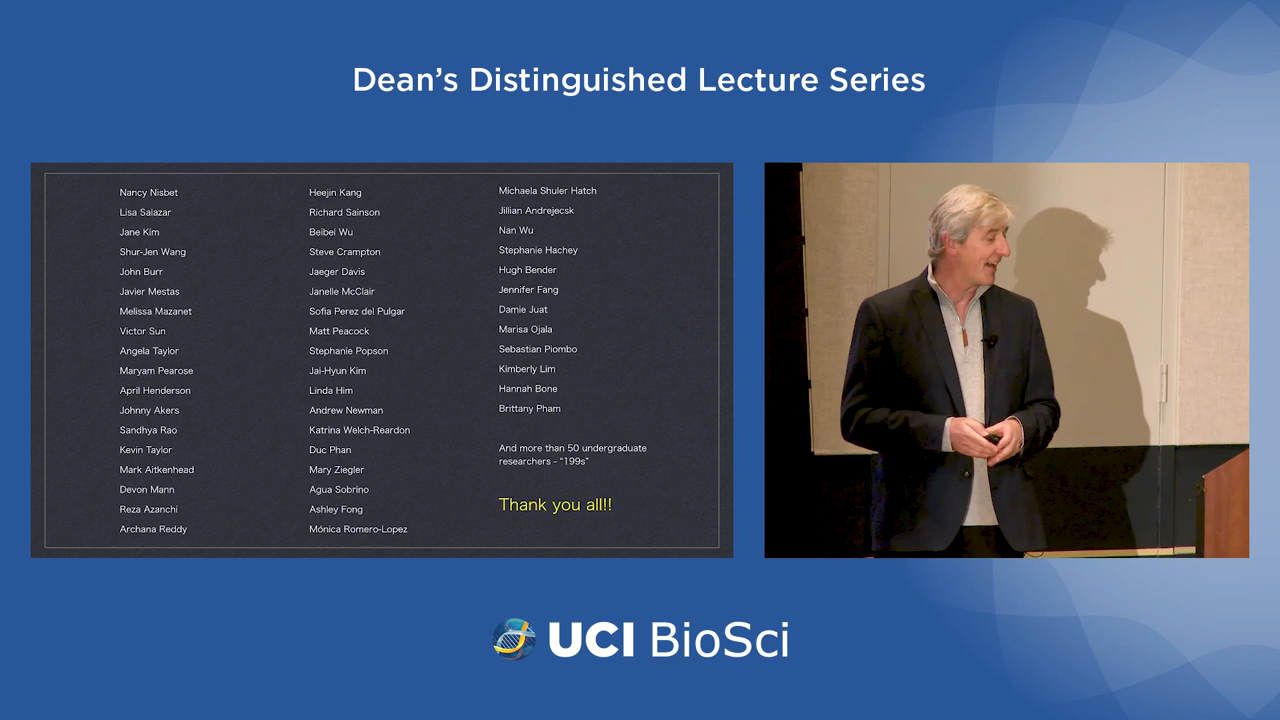 Dean's Distinguished Lecture Series
Nancy Nisbet
Lisa Salazar
Jane Kim
Shur-Jen Wang
John Burr
Javier Mestas
Melissa Mazanet
Victor Sun
Angela Taylor
Maryam Pearose
April Henderson
Johnny Akers
Sandhya Rao
Kevin Taylor
Mark Aitkenhead
Devon Mann
Reza Azanchi
Archana Reddy
Heejin Kang
Richard Sainson
Beibei Wu
Steve Crampton
Jaeger Davis
Janelle McClair
Sofia Perez del Pulgar
Matt Peacock
Stephanie Popson
Jai-Hyun Kim
Linda Him
Andrew Newman
Katrina Welch-Reardon
Duc Phan
Mary Ziegler
Agua Sobrino
Ashley Fong
Mónica Romero-Lopez
Michaela Shuler Hatch
Jillian Andrejecsk
Nan Wu
Stephanie Hachey
Hugh Bender
Jennifer Fang
Damie Juat
Marisa Ojala
Sebastian Piombo
Kimberly Lim
Hannah Bone
Brittany Pham
And more than 50 undergraduate
researchers - "199s"
Thank you all!!
UCI BioSci